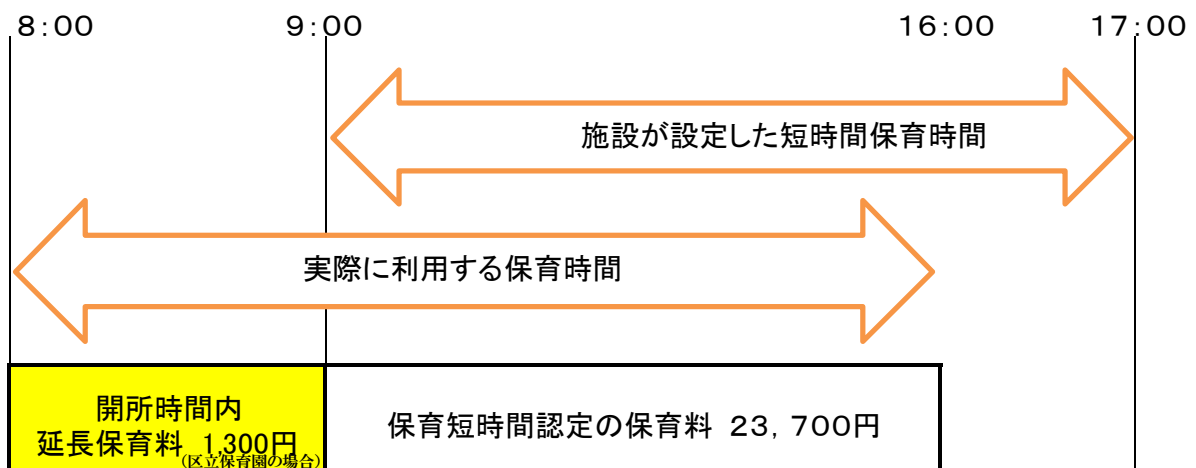 8:00 9:00 16:00 17:00
施設が設定した短時間保育時間
実際に利用する保育時間
開所時間内
延長保育料 1,300円
(区立保育園の場合)
保育短時間認定の保育料 23,700円